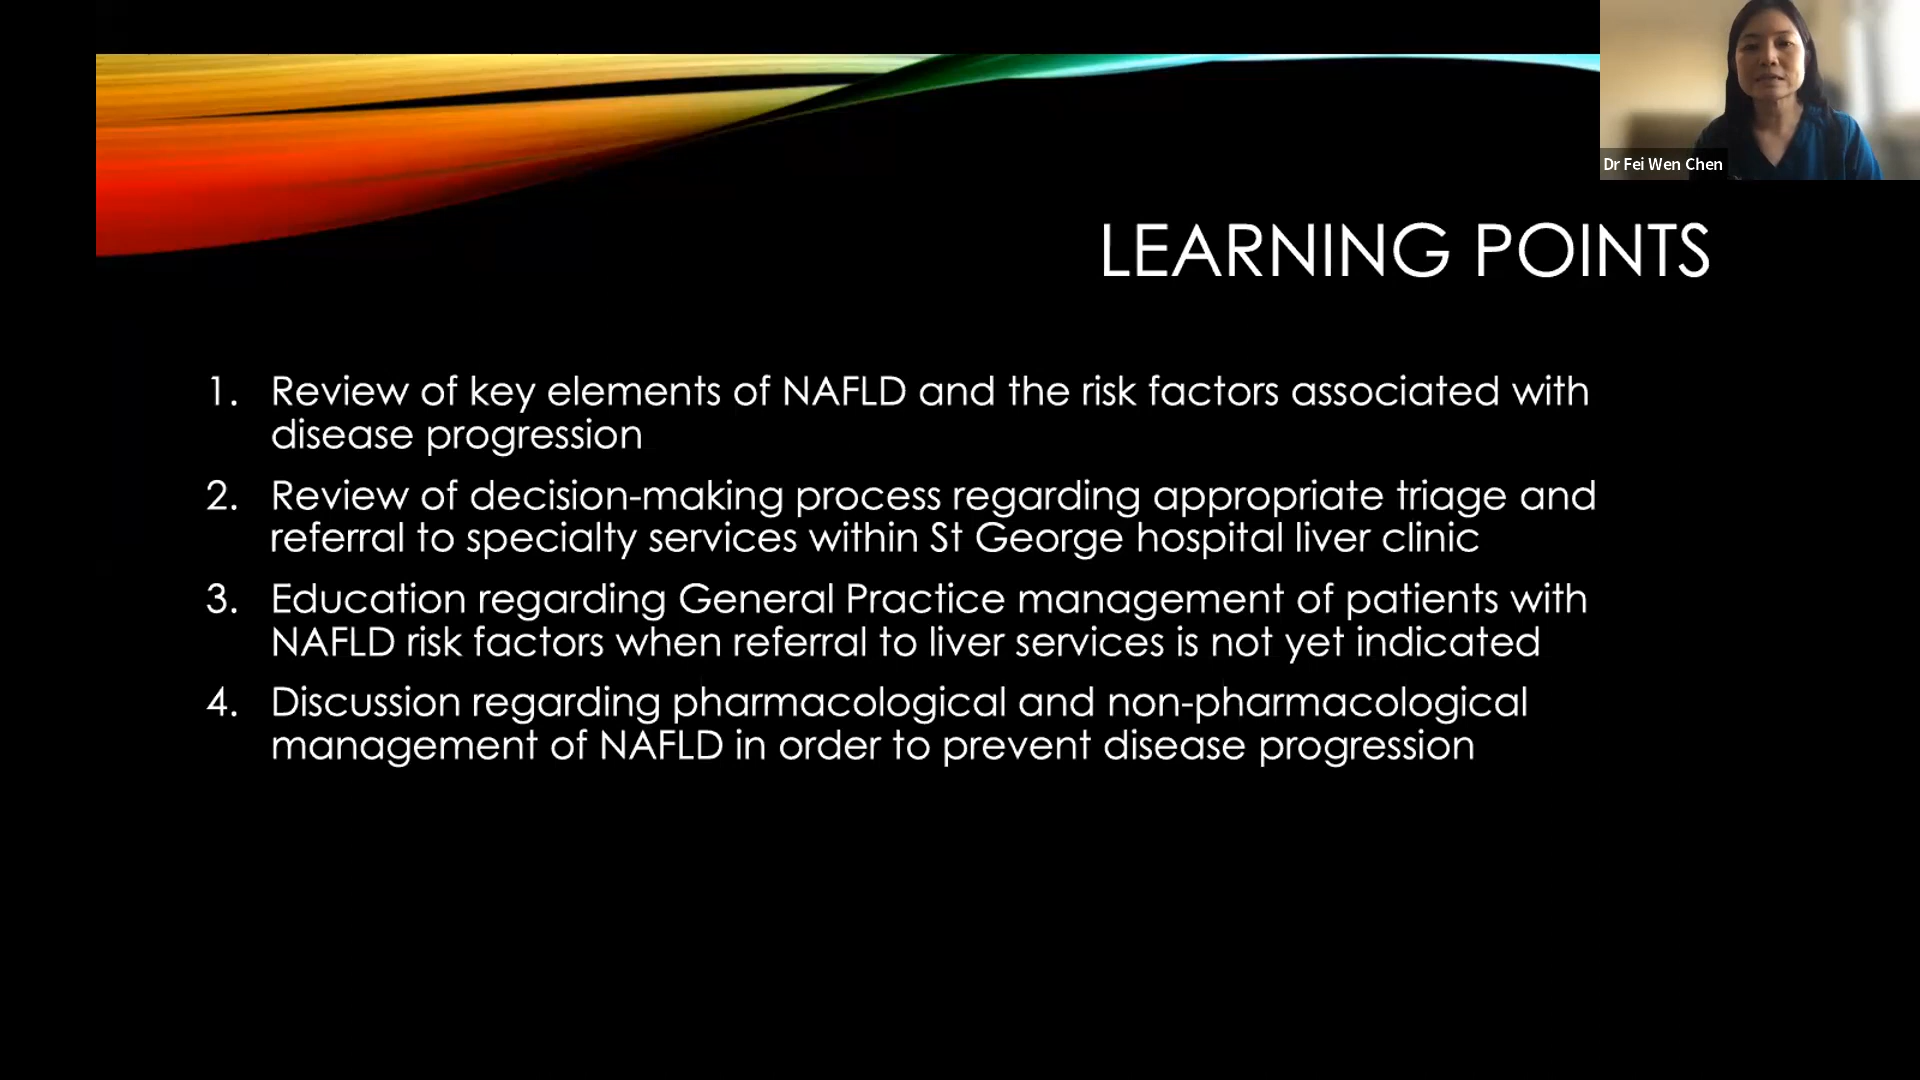 Dr Fei Wen Chen
LEARNING POINTS
1. Review of key elements of NAFLD and the risk factors associated with
disease progression
2. Review of decision-making process regarding appropriate triage and
referral to specialty services within St George hospital liver clinic
3. Education regarding General Practice management of patients with
NAFLD risk factors when referral to liver services is not yet indicated
4. Discussion regarding pharmacological and non-pharmacological
management of NAFLD in order to prevent disease progression